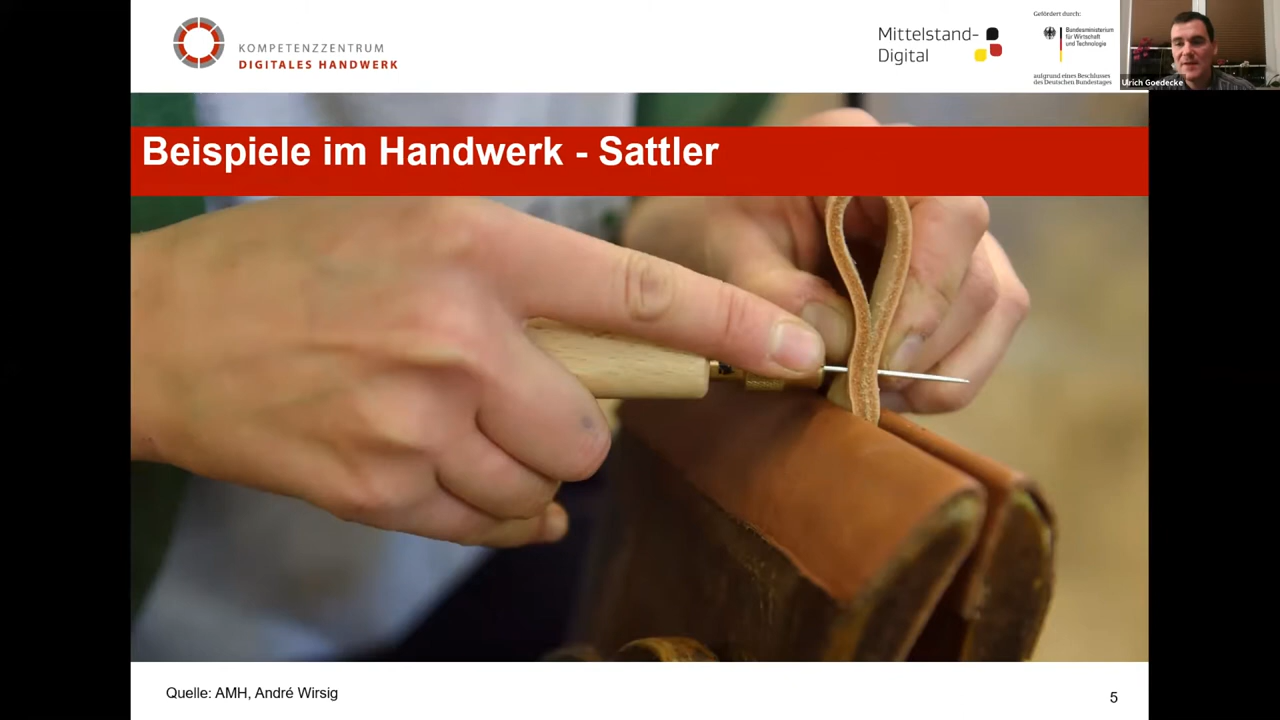 KOMPETENZZENTRUM
DIGITALES HANDWERK
Mittelstand-
Digital
Gefördert durch:
Bundesministerium
für Wirtschaft
und Technologie
aufgrund eines Beschlusses
des Deutschen Bundestages
Ulrich Goedecke
Beispiele im Handwerk - Sattler
Quelle: AMH, André Wirsig
5